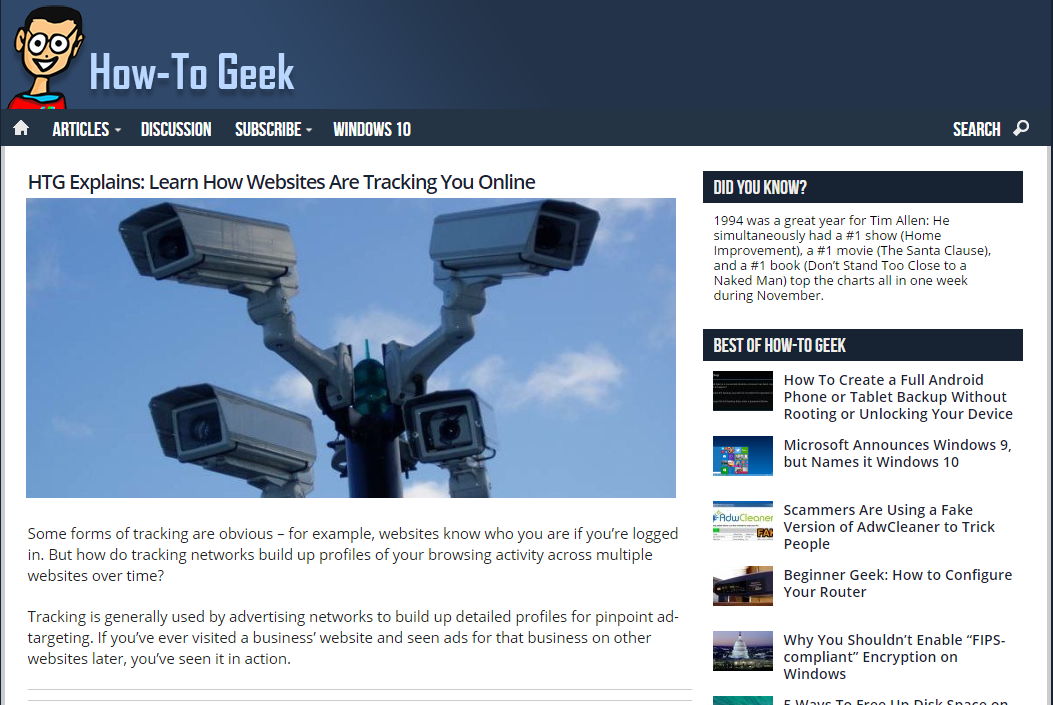 How-To Geek
ARTICLES
DISCUSSION
SUBSCRIBE
WINDOWS 10
SEARCH
HTG Explains: Learn How Websites Are Tracking You Online
Some forms of tracking are obvious – for example, websites know who you are if you’re logged
in. But how do tracking networks build up profiles of your browsing activity across multiple
websites over time?
Tracking is generally used by advertising networks to build up detailed profiles for pinpoint ad-
targeting. If you’ve ever visited a business’ website and seen ads for that business on other
websites later, you’ve seen it in action.
DID YOU KNOW?
1994 was a great year for Tim Allen: He
simultaneously had a #1 show (Home
Improvement), a #1 movie (The Santa Clause),
and a #1 book (Don’t Stand Too Close to a
Naked Man) top the charts all in one week
during November.
BEST OF HOW-TO GEEK
How To Create a Full Android
Phone or Tablet Backup Without
Rooting or Unlocking Your Device
Microsoft Announces Windows 9,
but Names it Windows 10
AdwCleaner
Scammers Are Using a Fake
Version of AdwCleaner to Trick
People
Beginner Geek: How to Configure
Your Router
Why You Shouldn’t Enable “FIPS-
compliant” Encryption on
Windows
5 Ways To Free Up Disk Space on